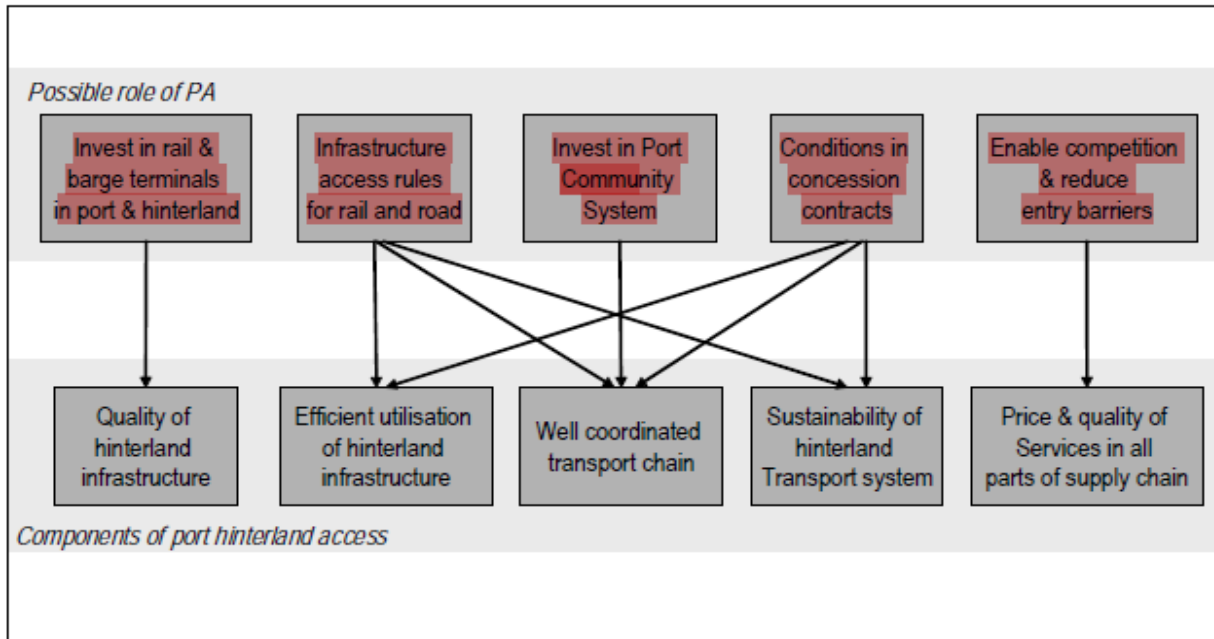 Possible role of PA
Invest in rail &
barge terminals
in port & hinterland
Infrastructure
access rules
for rail and road
Invest in Port
Community
System
Conditions in
concession
contracts
Enable competition
& reduce
entry barriers
Quality of
hinterland
infrastructure
Efficient utilisation
of hinterland
infrastructure
Well coordinated
transport chain
Sustainability of
hinterland
Transport system
Price & quality of
Services in all
parts of supply chain
Components of port hinterland access